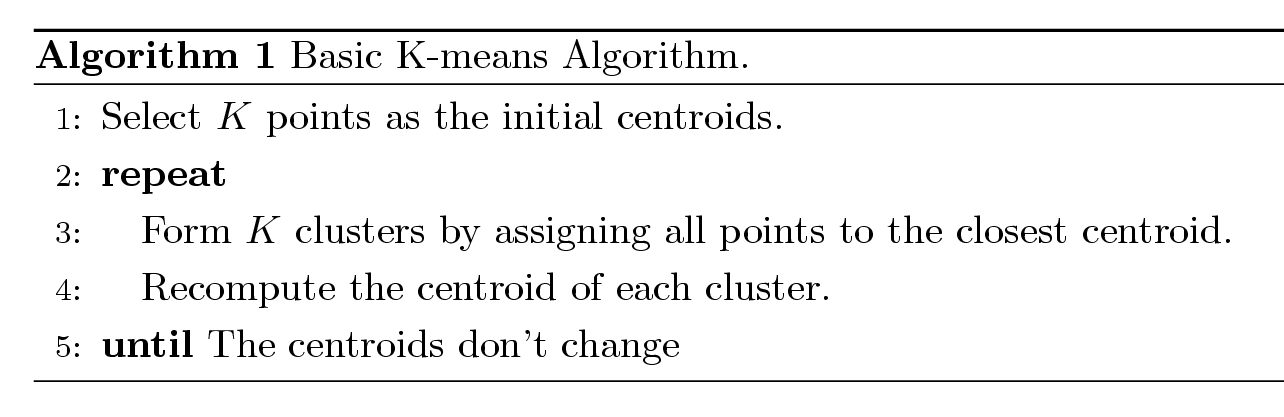 Algorithm 1 Basic K-means Algorithm.
1: Select K points as the initial centroids.
2: repeat
3: Form K clusters by assigning all points to the closest centroid.
4: Recompute the centroid of each cluster.
5: until The centroids don't change